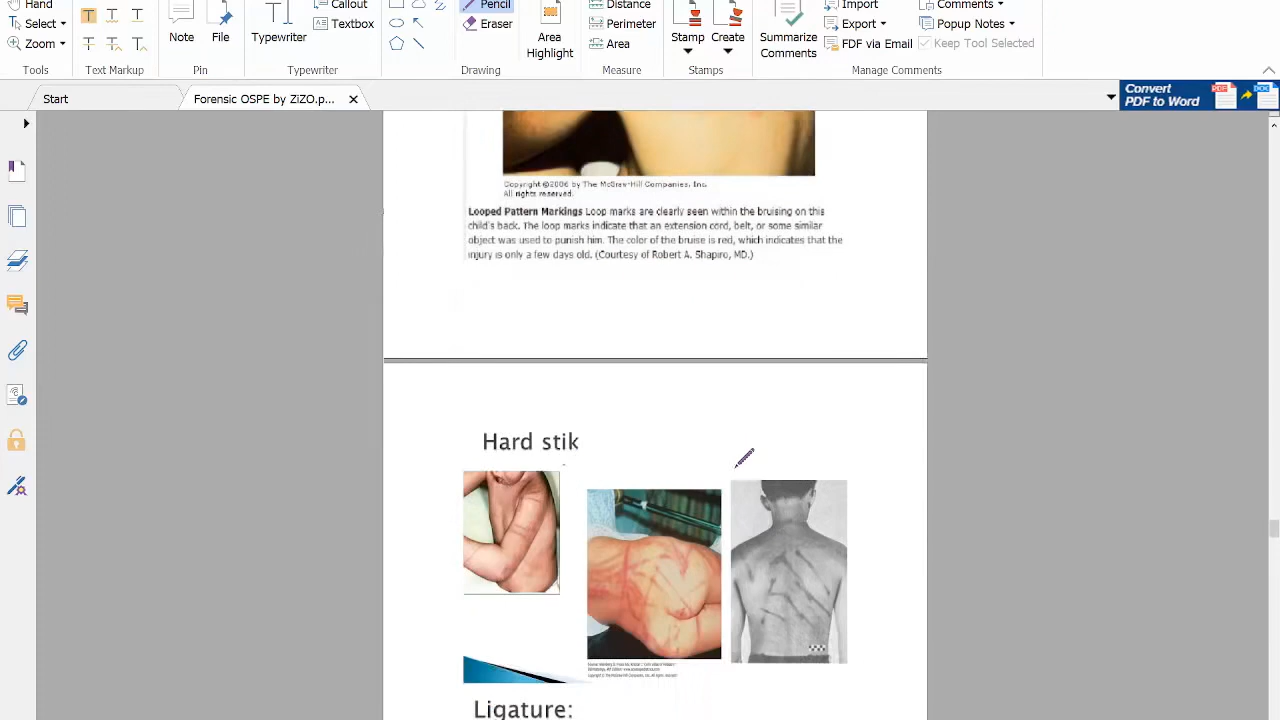 Hand
Select
Zoom
Tools
Text Markup
Note
File
Pin
Typewriter
Callout
Textbox
Typewriter
Pencil
Eraser
Area
Highlight
Drawing
Distance
Perimeter
Area
Measure
Stamp
Create
Stamps
Summarize
Comments
Import
Export
FDF via Email
Comments
Popup Notes
Keep Tool Selected
Manage Comments
Start
Forensic OSPE by ZiZO.p...
Convert
PDF to Word
PDF
DOC
Copyright ©2006 by The McGraw-Hill Companies, Inc.
All rights reserved.
Looped Pattern Markings Loop marks are clearly seen within the bruising on this
child's back. The loop marks indicate that an extension cord, belt, or some similar
object was used to punish him. The color of the bruise is red, which indicates that the
injury is only a few days old. (Courtesy of Robert A. Shapiro, MD.)
Hard stik
Ligature: